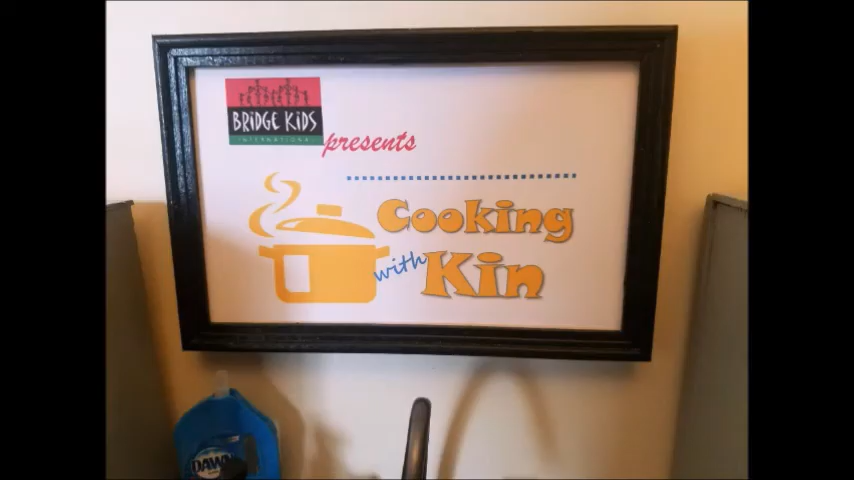 BRIDGE KIDS
INTERNATIONAL
presents
Cooking
with Kin
DAWN